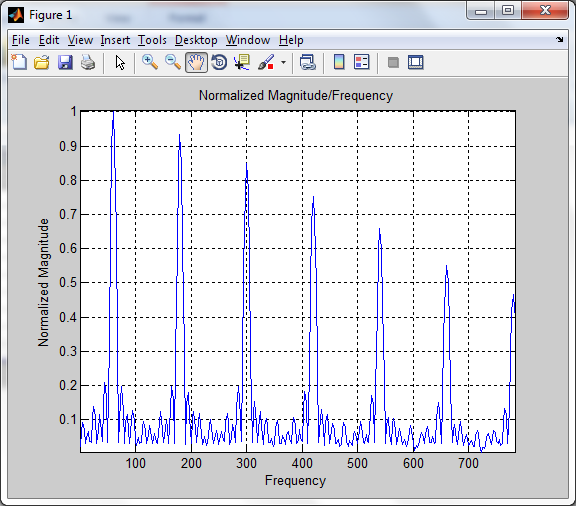 Figure 1
File Edit View Insert Tools Desktop Window Help
Normalized Magnitude/Frequency
1
0.9
0.8
0.7
0.6
0.5
0.4
0.3
0.2
0.1
Normalized Magnitude
100 200 300 400 500 600 700
Frequency